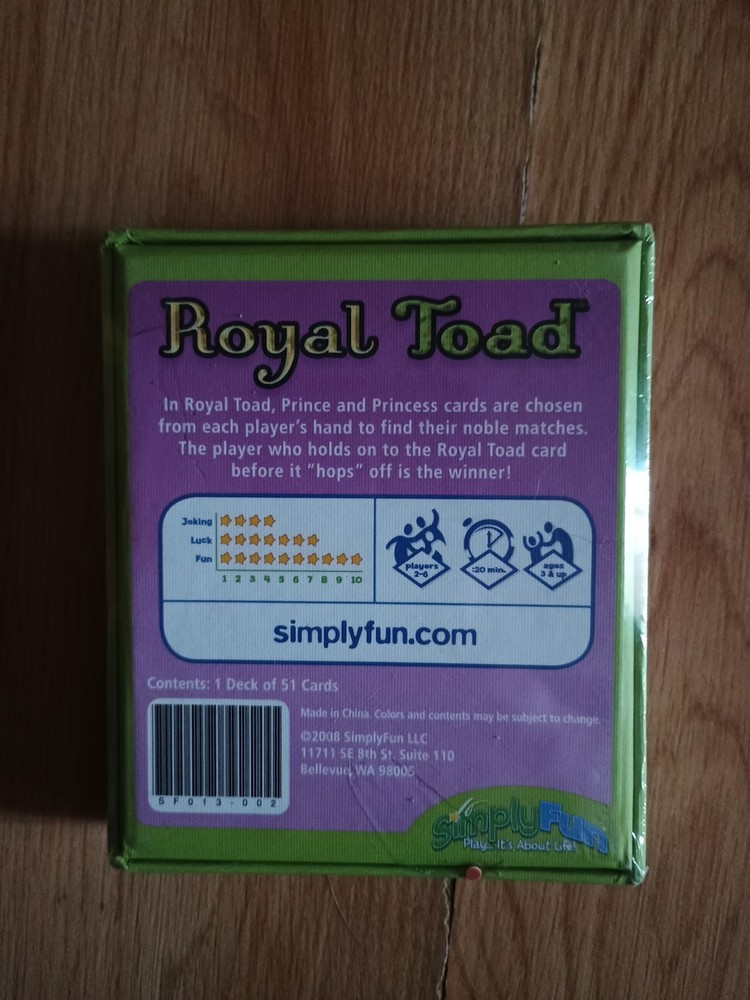 Royal Toad™
In Royal Toad, Prince and Princess cards are chosen
from each player's hand to find their noble matches.
The player who holds on to the Royal Toad card
before it "hops" off is the winner!
Joking
Luck
Fun
1 2 3 4 5 6 7 8 9 10
players
2-6
:20 min.
ages
3 & up
simplyfun.com
Contents: 1 Deck of 51 Cards
SF013-002
Made in China. Colors and contents may be subject to change.
©2008 SimplyFun LLC
11711 SE 8th St. Suite 110
Bellevue, WA 98005
SimplyFun
Play... It's About Life!